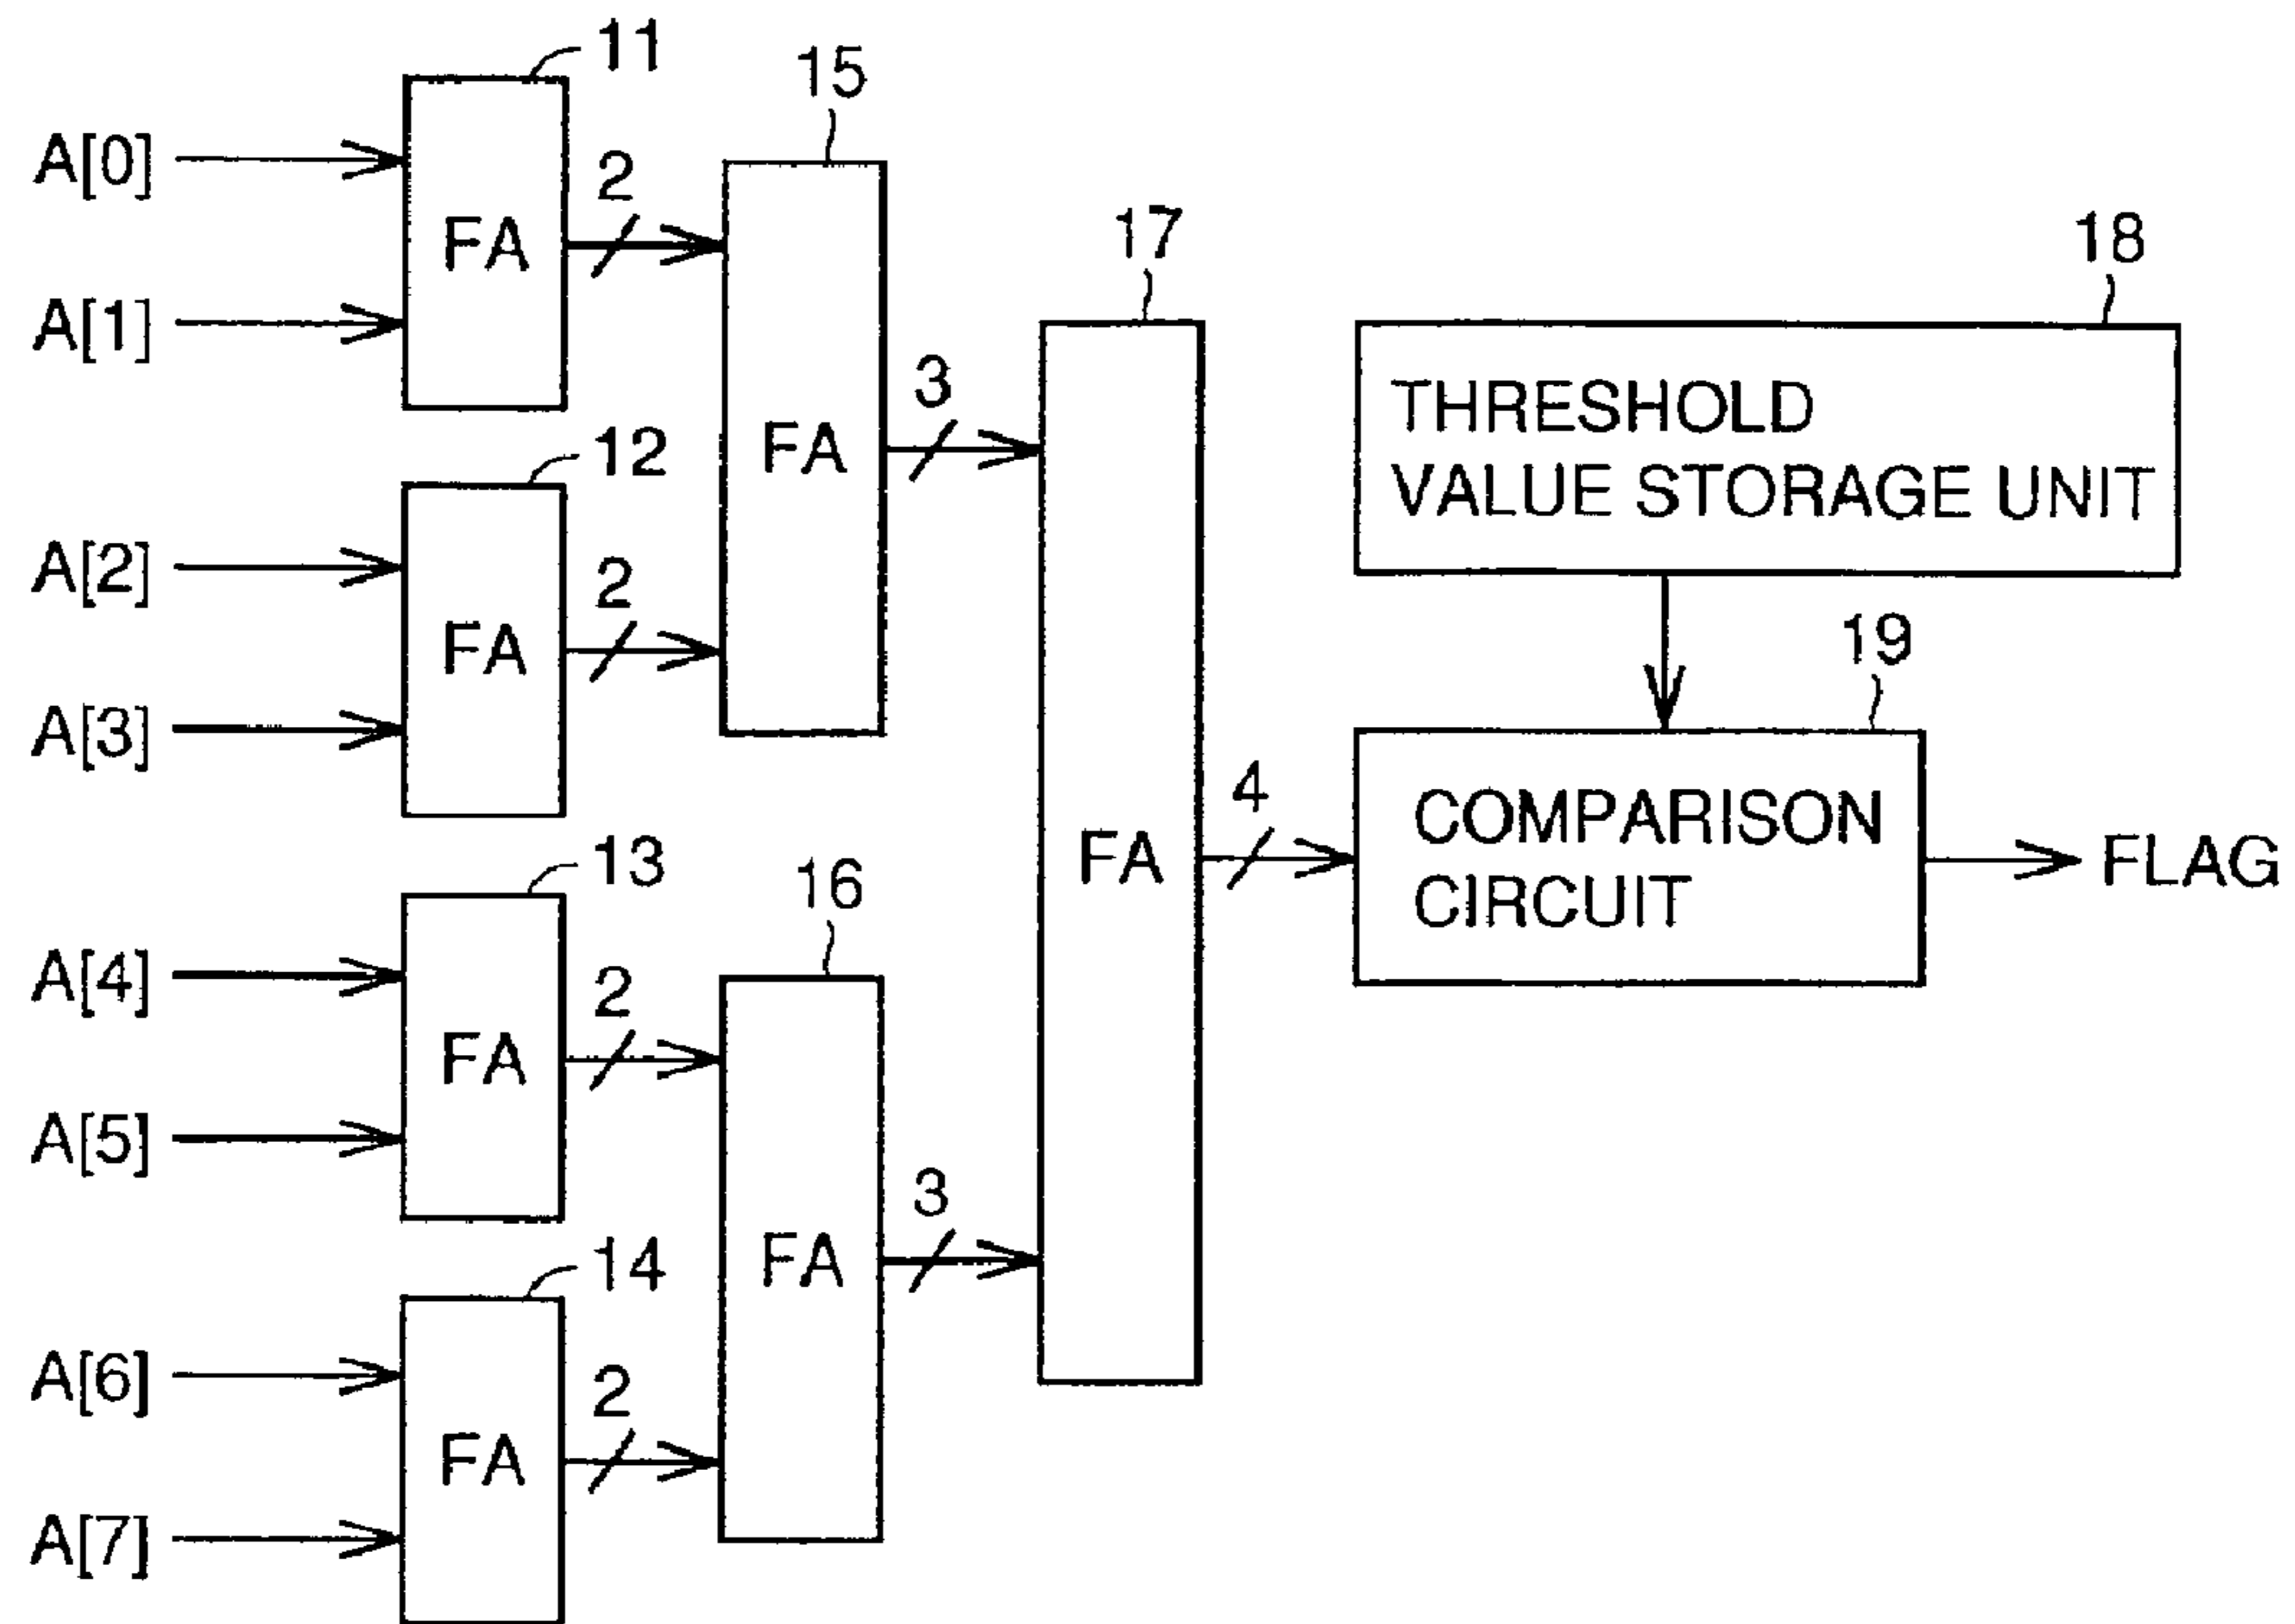 11
15
A[0]
FA
2
17
18
A[1]
THRESHOLD
VALUE STORAGE UNIT
3
FA
12
A[2]
FA
2
19
A[3]
4
COMPARISON
CIRCUIT
FA
FLAG
13
16
A[4]
FA
2
A[5]
3
FA
14
A[6]
FA
2
A[7]